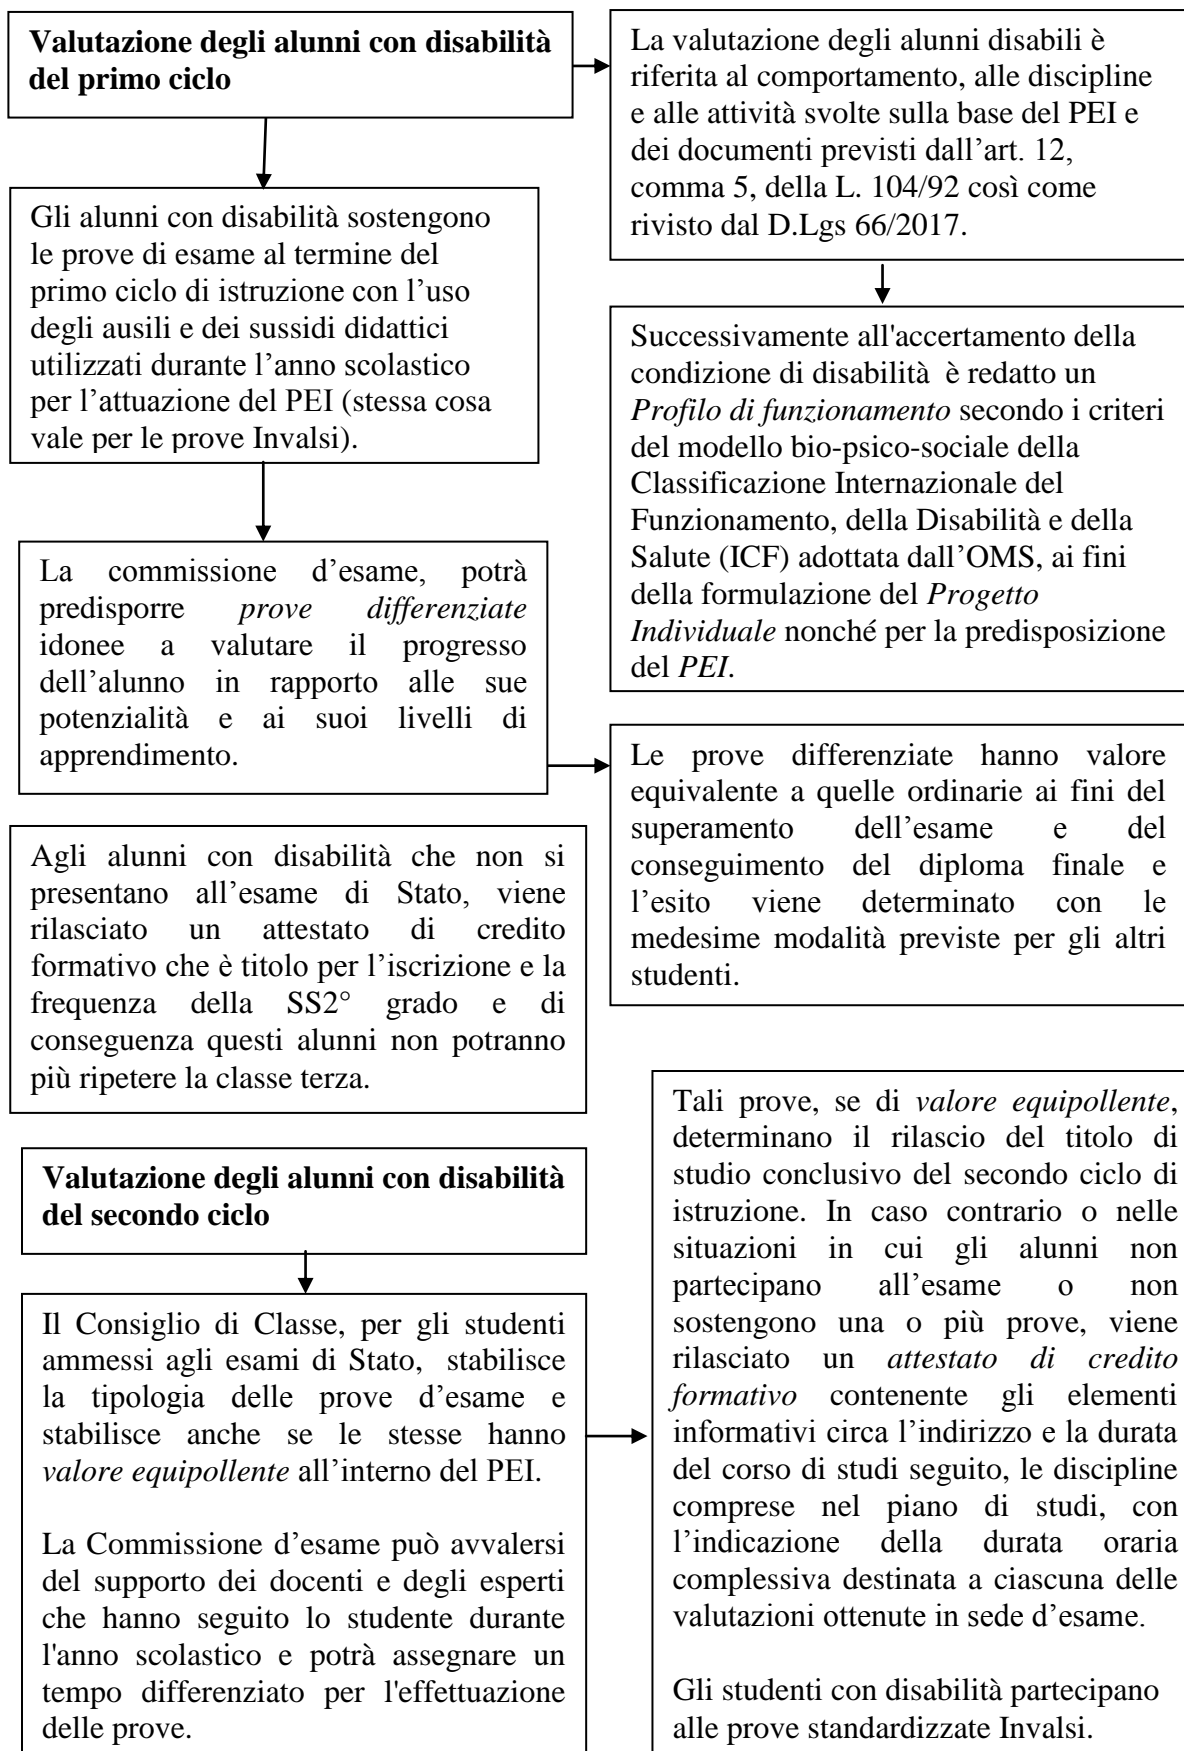 Valutazione degli alunni con disabilità
del primo ciclo
La valutazione degli alunni disabili è
riferita al comportamento, alle discipline
e alle attività svolte sulla base del PEI e
dei documenti previsti dall’art. 12,
comma 5, della L. 104/92 così come
rivisto dal D.Lgs 66/2017.
Gli alunni con disabilità sostengono
le prove di esame al termine del
primo ciclo di istruzione con l’uso
degli ausili e dei sussidi didattici
utilizzati durante l’anno scolastico
per l’attuazione del PEI (stessa cosa
vale per le prove Invalsi).
Successivamente all'accertamento della
condizione di disabilità è redatto un
Profilo di funzionamento secondo i criteri
del modello bio-psico-sociale della
Classificazione Internazionale del
Funzionamento, della Disabilità e della
Salute (ICF) adottata dall’OMS, ai fini
della formulazione del Progetto
Individuale nonché per la predisposizione
del PEI.
La commissione d’esame, potrà
predisporre prove differenziate
idonee a valutare il progresso
dell’alunno in rapporto alle sue
potenzialità e ai suoi livelli di
apprendimento.
Le prove differenziate hanno valore
equivalente a quelle ordinarie ai fini del
superamento dell’esame e del
conseguimento del diploma finale e
l’esito viene determinato con le
medesime modalità previste per gli altri
studenti.
Agli alunni con disabilità che non si
presentano all’esame di Stato, viene
rilasciato un attestato di credito
formativo che è titolo per l’iscrizione e la
frequenza della SS2° grado e di
conseguenza questi alunni non potranno
più ripetere la classe terza.
Valutazione degli alunni con disabilità
del secondo ciclo
Il Consiglio di Classe, per gli studenti
ammessi agli esami di Stato, stabilisce
la tipologia delle prove d’esame e
stabilisce anche se le stesse hanno
valore equipollente all’interno del PEI.
La Commissione d’esame può avvalersi
del supporto dei docenti e degli esperti
che hanno seguito lo studente durante
l'anno scolastico e potrà assegnare un
tempo differenziato per l'effettuazione
delle prove.
Tali prove, se di valore equipollente,
determinano il rilascio del titolo di
studio conclusivo del secondo ciclo di
istruzione. In caso contrario o nelle
situazioni in cui gli alunni non
partecipano all’esame o non
sostengono una o più prove, viene
rilasciato un attestato di credito
formativo contenente gli elementi
informativi circa l’indirizzo e la durata
del corso di studi seguito, le discipline
comprese nel piano di studi, con
l’indicazione della durata oraria
complessiva destinata a ciascuna delle
valutazioni ottenute in sede d’esame.
Gli studenti con disabilità partecipano
alle prove standardizzate Invalsi.